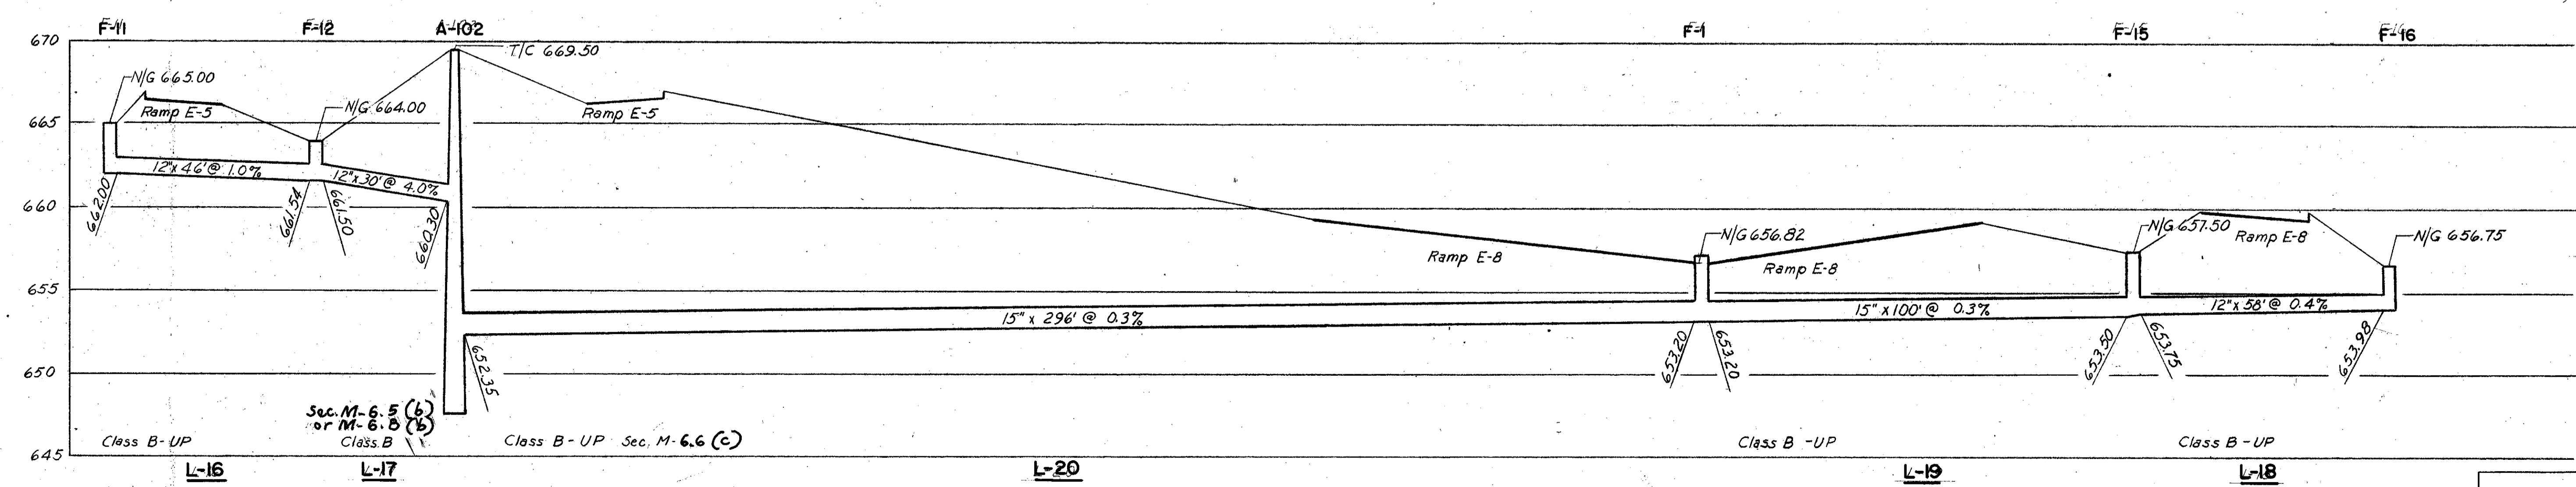 F-11 F-12 A-102 F-1 F-15 F-16
670
T/C 669.50
N/G 665.00
Ramp E-5
N/G 664.00
Ramp E-5
665
12"x 46' @ 1.0%
12"x 30' @ 4.0%
662.00
661.54
661.50
660.30
660
N/G 656.82
N/G 657.50
N/G 656.75
Ramp E-8
Ramp E-8
Ramp E-8
655
15" x 296' @ 0.3%
15" x 100' @ 0.3%
12" x 58' @ 0.4%
652.35
653.20
653.20
653.50
653.75
653.98
650
Sec. M-6.5 (b)
or M-6.8 (b)
Class B-UP
Class B
Class B-UP Sec. M-6.6 (c)
Class B-UP
Class B-UP
645
L-16 L-17 L-20 L-19 L-18